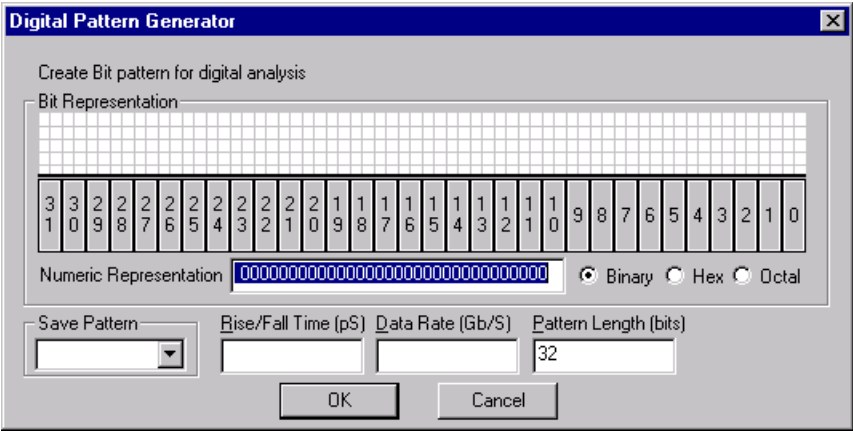 Digital Pattern Generator
Create Bit pattern for digital analysis
Bit Representation
31 30 29 28 27 26 25 24 23 22 21 20 19 18 17 16 15 14 13 12 11 10 9 8 7 6 5 4 3 2 1 0
Numeric Representation 00000000000000000000000000000000 Binary Hex Octal
Save Pattern Rise/Fall Time (pS) Data Rate (Gb/S) Pattern Length (bits)
32
OK Cancel